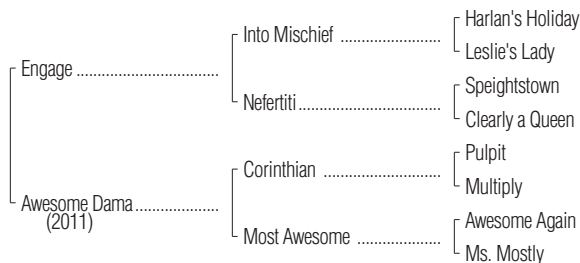 Harlan's Holiday
Into Mischief ........................
Leslie's Lady
Engage ..................................
Speightstown
Nefertiti..................................
Clearly a Queen
Pulpit
Corinthian .............................
Multiply
Awesome Dama....................
(2011)
Awesome Again
Most Awesome .....................
Ms. Mostly